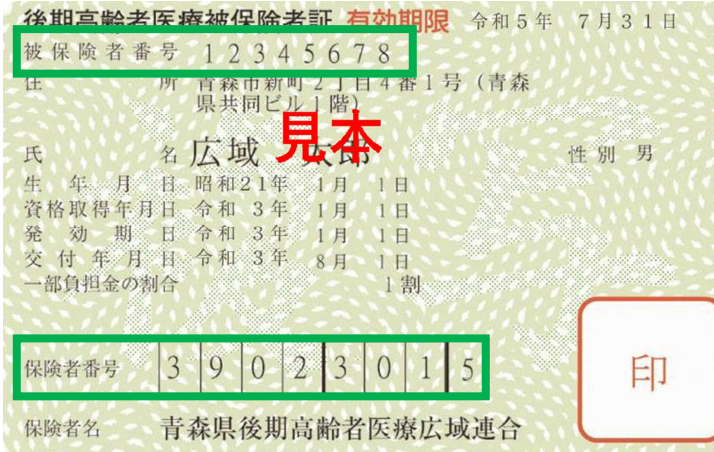 後期高齢者医療被保険者証 有効期限 令和5年 7月31日
被保険者番号 12345678
住所 青森市新町2丁目4番1号(青森
県共同ビル1階)
見本
氏名 広域 太郎 性別 男
生年月日 昭和21年 1月 1日
資格取得年月日 令和 3年 1月 1日
発効期日 令和 3年 1月 1日
交付年月日 令和 3年 8月 1日
一部負担金の割合 1割
保険者番号 39023015
印
保険者名 青森県後期高齢者医療広域連合